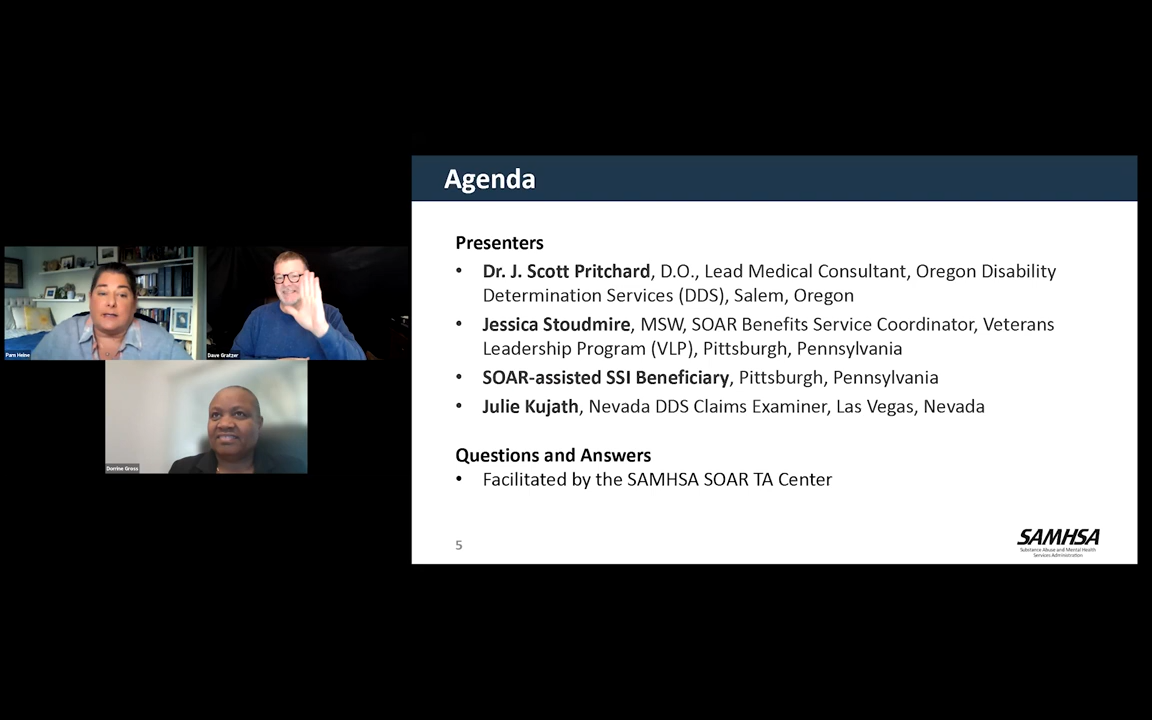 Agenda
Presenters
• Dr. J. Scott Pritchard, D.O., Lead Medical Consultant, Oregon Disability
Determination Services (DDS), Salem, Oregon
• Jessica Stoudmire, MSW, SOAR Benefits Service Coordinator, Veterans
Leadership Program (VLP), Pittsburgh, Pennsylvania
• SOAR-assisted SSI Beneficiary, Pittsburgh, Pennsylvania
• Julie Kujath, Nevada DDS Claims Examiner, Las Vegas, Nevada
Questions and Answers
• Facilitated by the SAMHSA SOAR TA Center
5
SAMHSA
Substance Abuse and Mental Health
Services Administration
Pam Heine
Dave Gratzer
Dorrine Gross